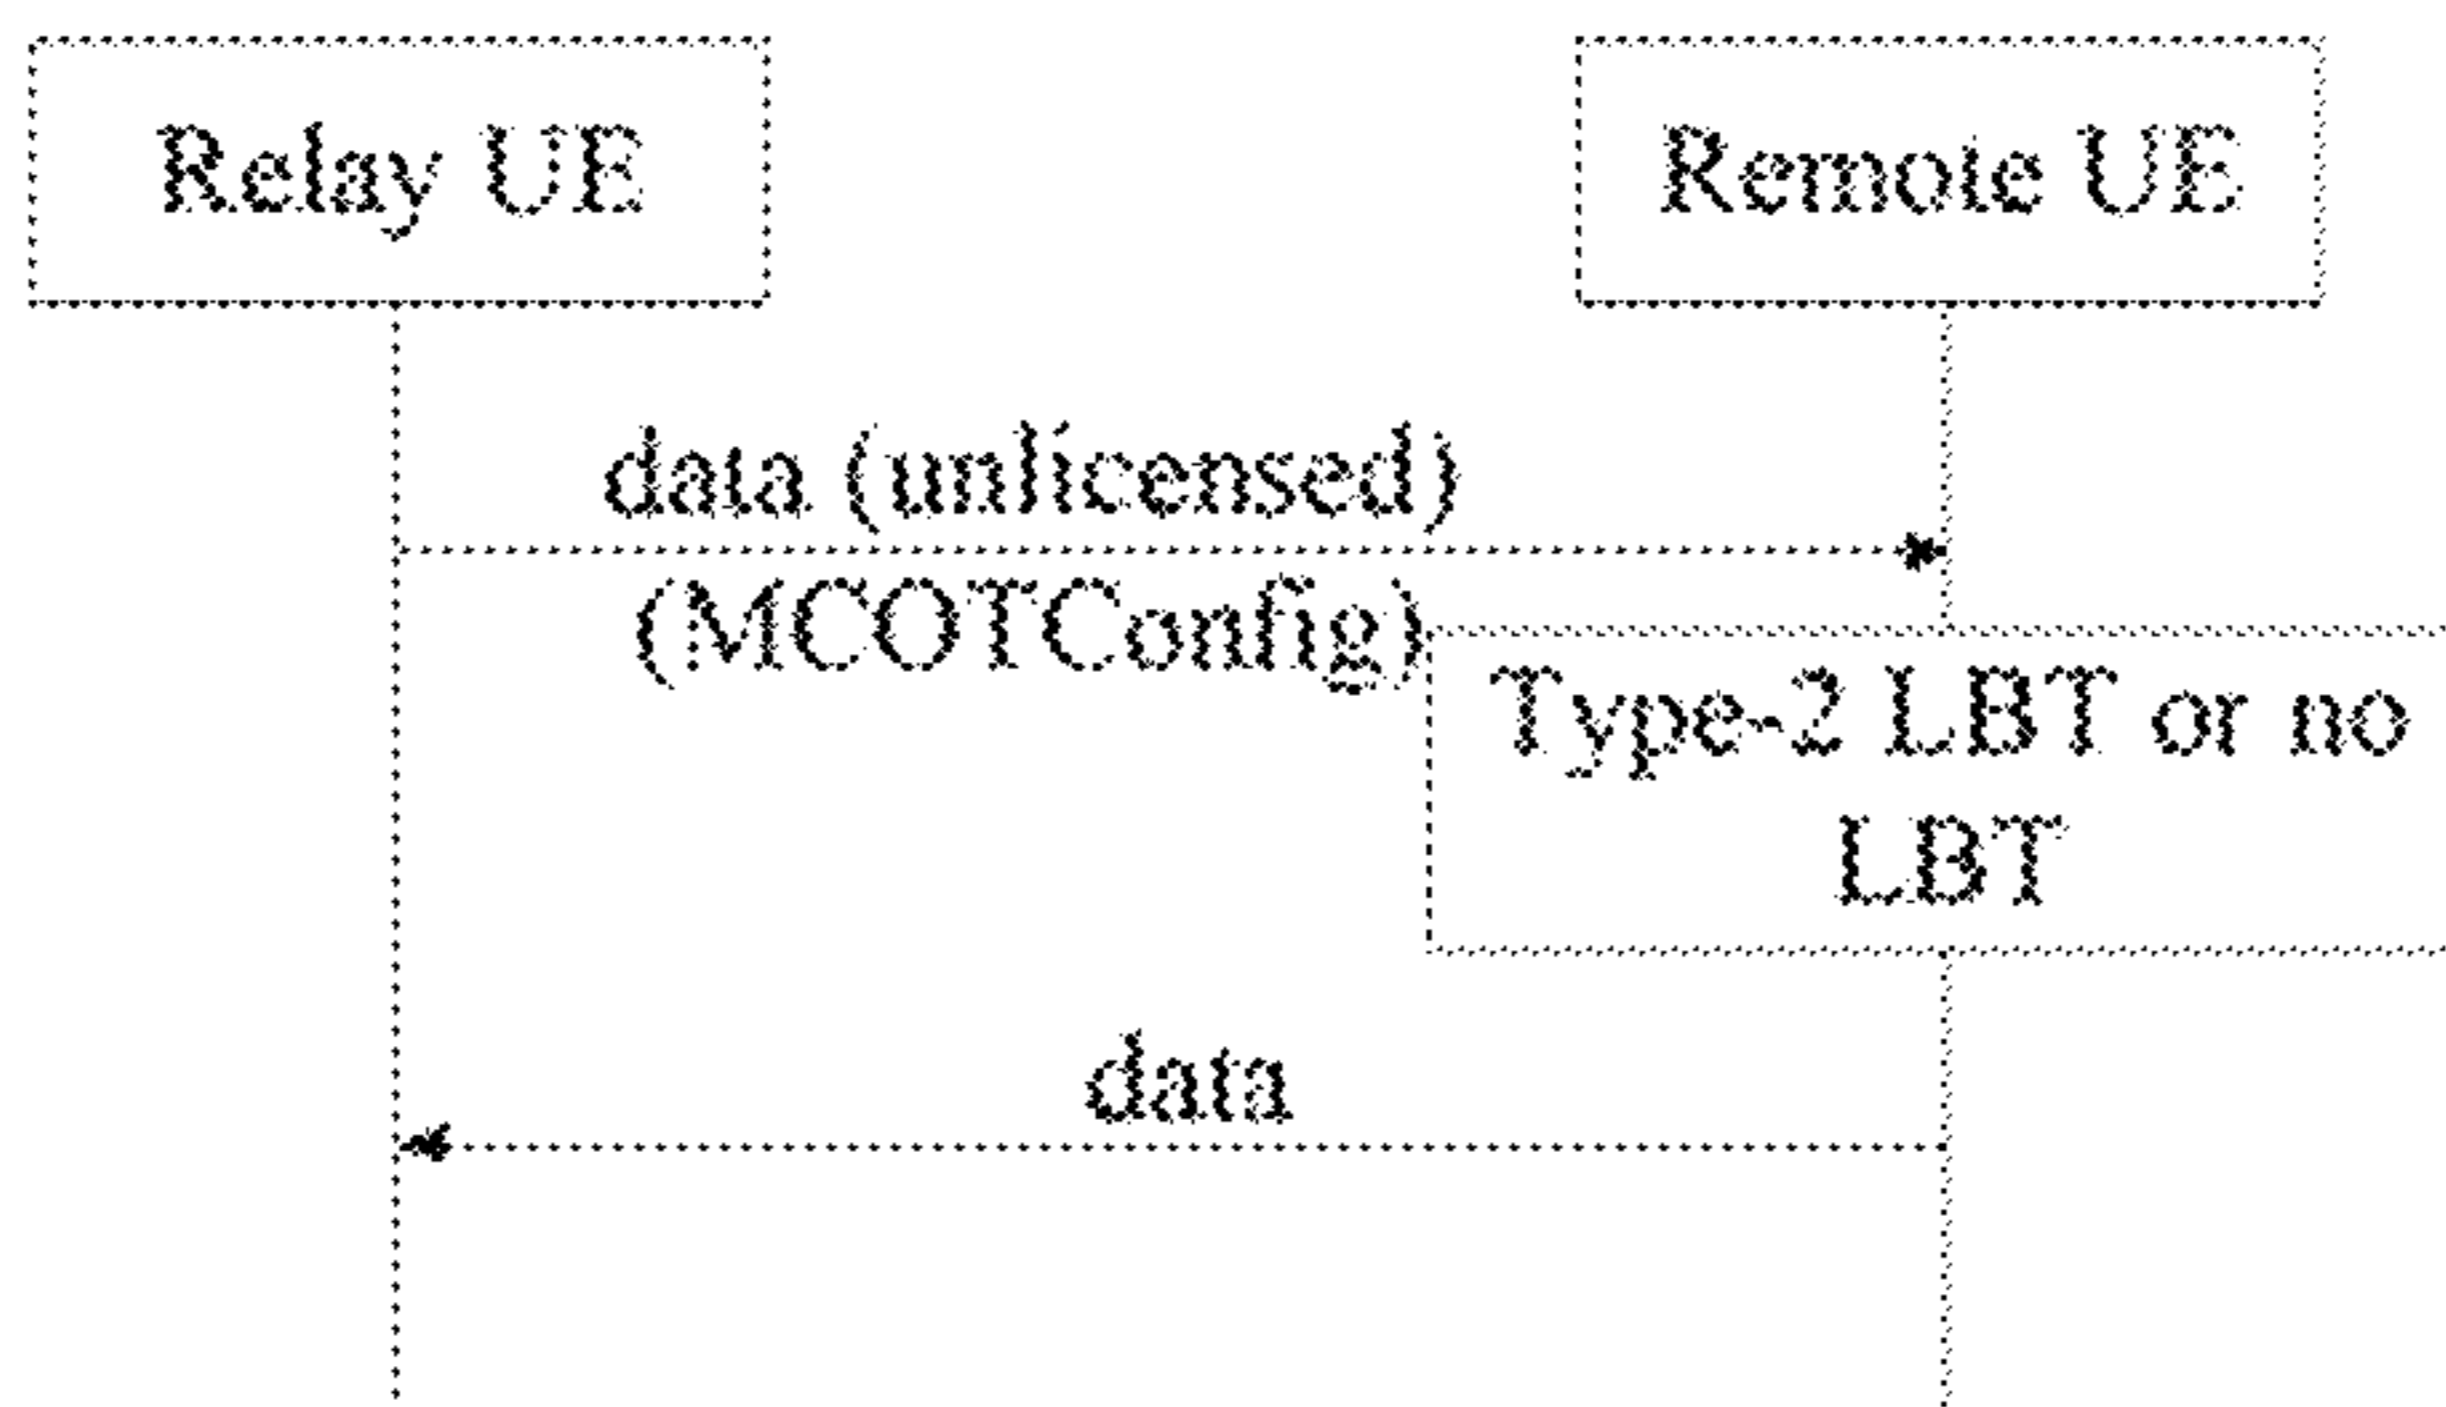 Relay UE
Remote UE
data (unlicensed)
(MCOTConfig)
Type-2 LBT or no
LBT
data